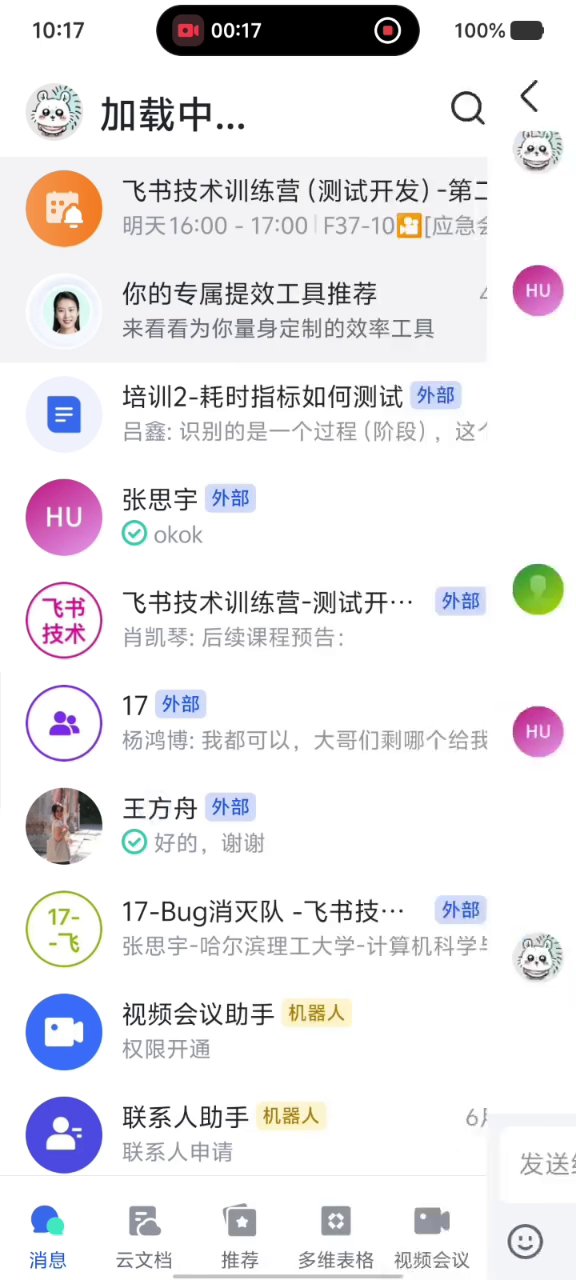 10:17
00:17
100%
加载中...
飞书技术训练营（测试开发）-第二
明天16:00 - 17:00 | F37-10 [应急会
你的专属提效工具推荐
来看看为你量身定制的效率工具
HU
培训2-耗时指标如何测试 外部
吕鑫: 识别的是一个过程（阶段），这个
HU
张思宇 外部
okok
飞书
技术
飞书技术训练营-测试开… 外部
肖凯琴: 后续课程预告:
17 外部
杨鸿博: 我都可以，大哥们剩哪个给我
HU
王方舟 外部
好的，谢谢
17-
-飞
17-Bug消灭队 -飞书技… 外部
张思宇-哈尔滨理工大学-计算机科学与
视频会议助手 机器人
权限开通
联系人助手 机器人
6月
联系人申请
发送给
消息
云文档
推荐
多维表格
视频会议